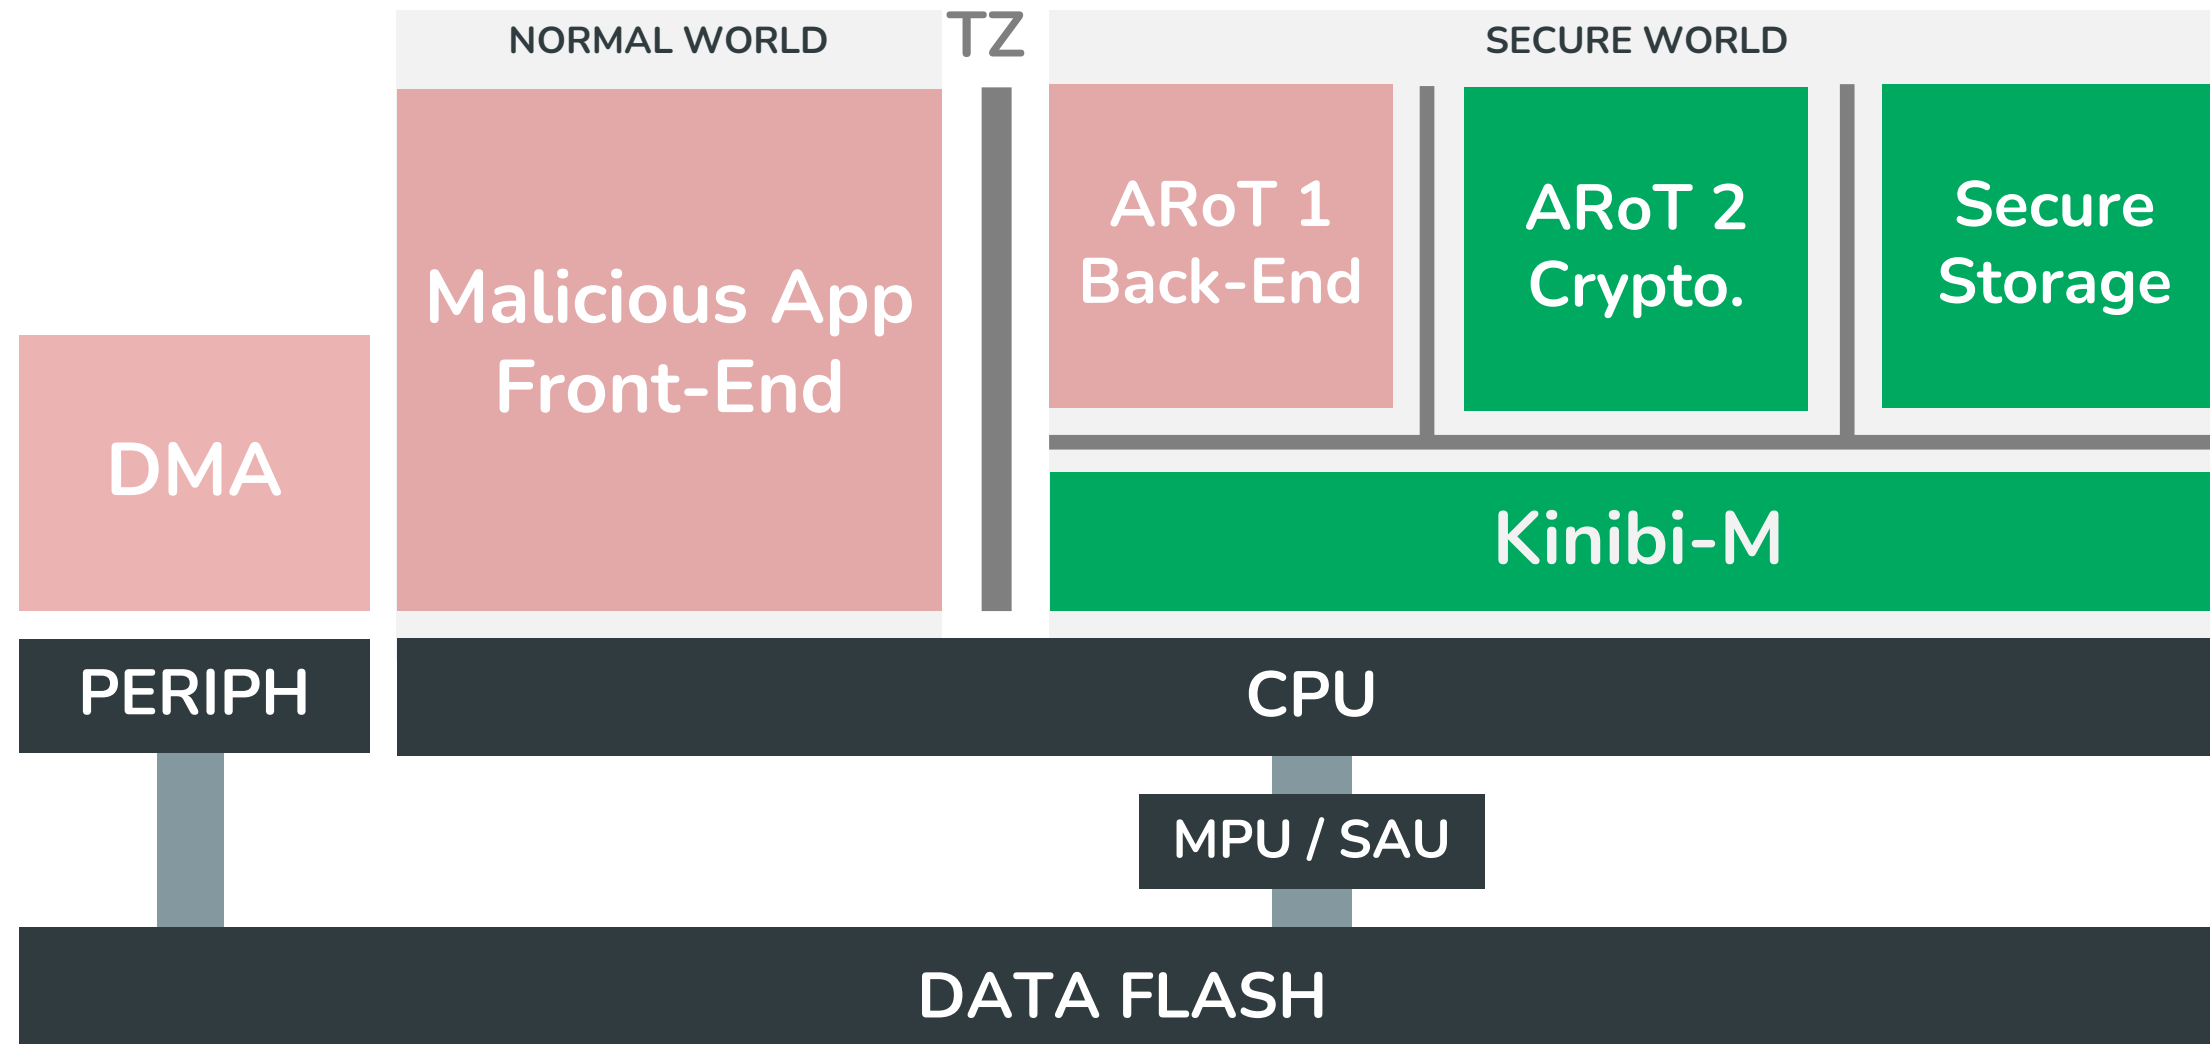 NORMAL WORLD
TZ
SECURE WORLD
Malicious App
Front-End
ARoT 1
Back-End
ARoT 2
Crypto.
Secure
Storage
DMA
Kinibi-M
PERIPH
CPU
MPU / SAU
DATA FLASH